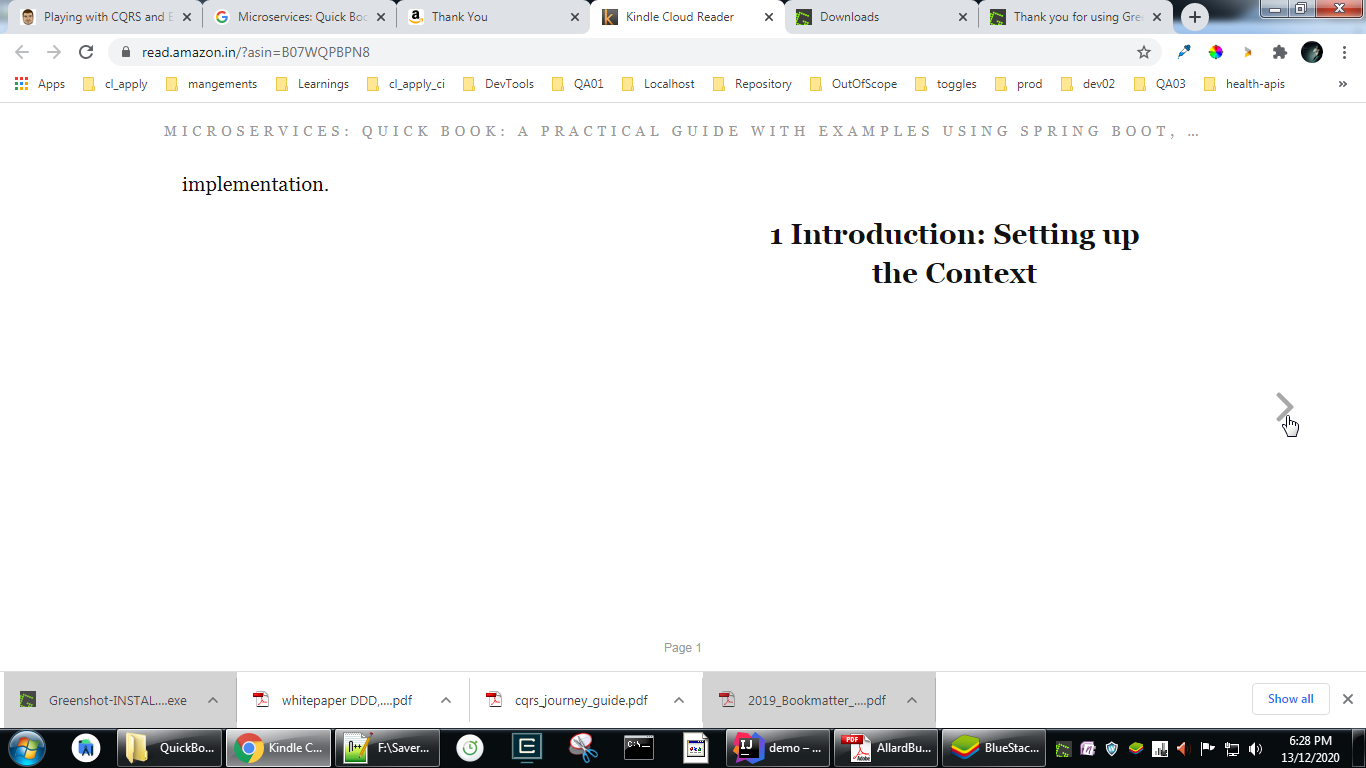 Playing with CQRS and E
Microservices: Quick Boo
Thank You
Kindle Cloud Reader
Downloads
Thank you for using Gre
read.amazon.in/?asin=B07WQPBPN8
Apps
cl_apply
mangements
Learnings
cl_apply_ci
DevTools
QA01
Localhost
Repository
OutOfScope
toggles
prod
dev02
QA03
health-apis
»
MICROSERVICES: QUICK BOOK: A PRACTICAL GUIDE WITH EXAMPLES USING SPRING BOOT, …
implementation.
1 Introduction: Setting up
the Context
Page 1
Greenshot-INSTAL....exe
whitepaper DDD,....pdf
cqrs_journey_guide.pdf
2019_Bookmatter_....pdf
Show all
QuickBo...
Kindle C...
F:\Saver...
demo – ...
AllardBu...
BlueStac...
6:28 PM
13/12/2020